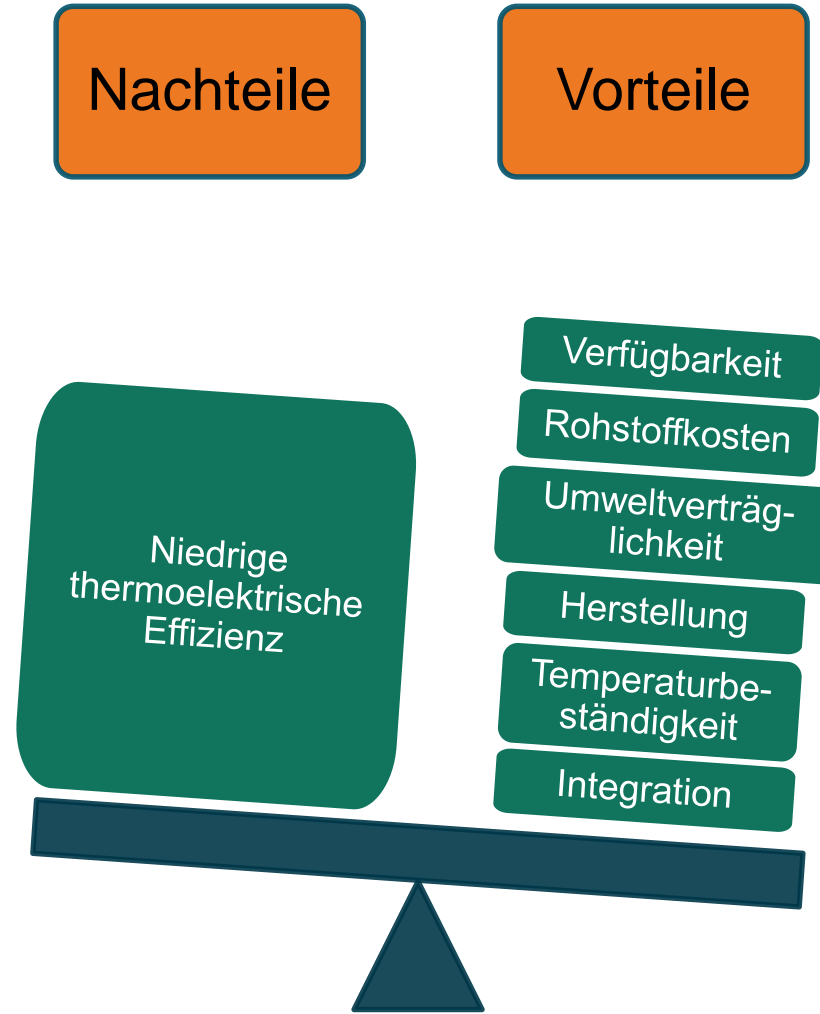 Nachteile
Vorteile
Niedrige
thermoelektrische
Effizienz
Verfügbarkeit
Rohstoffkosten
Umweltverträg-
lichkeit
Herstellung
Temperaturbe-
ständigkeit
Integration